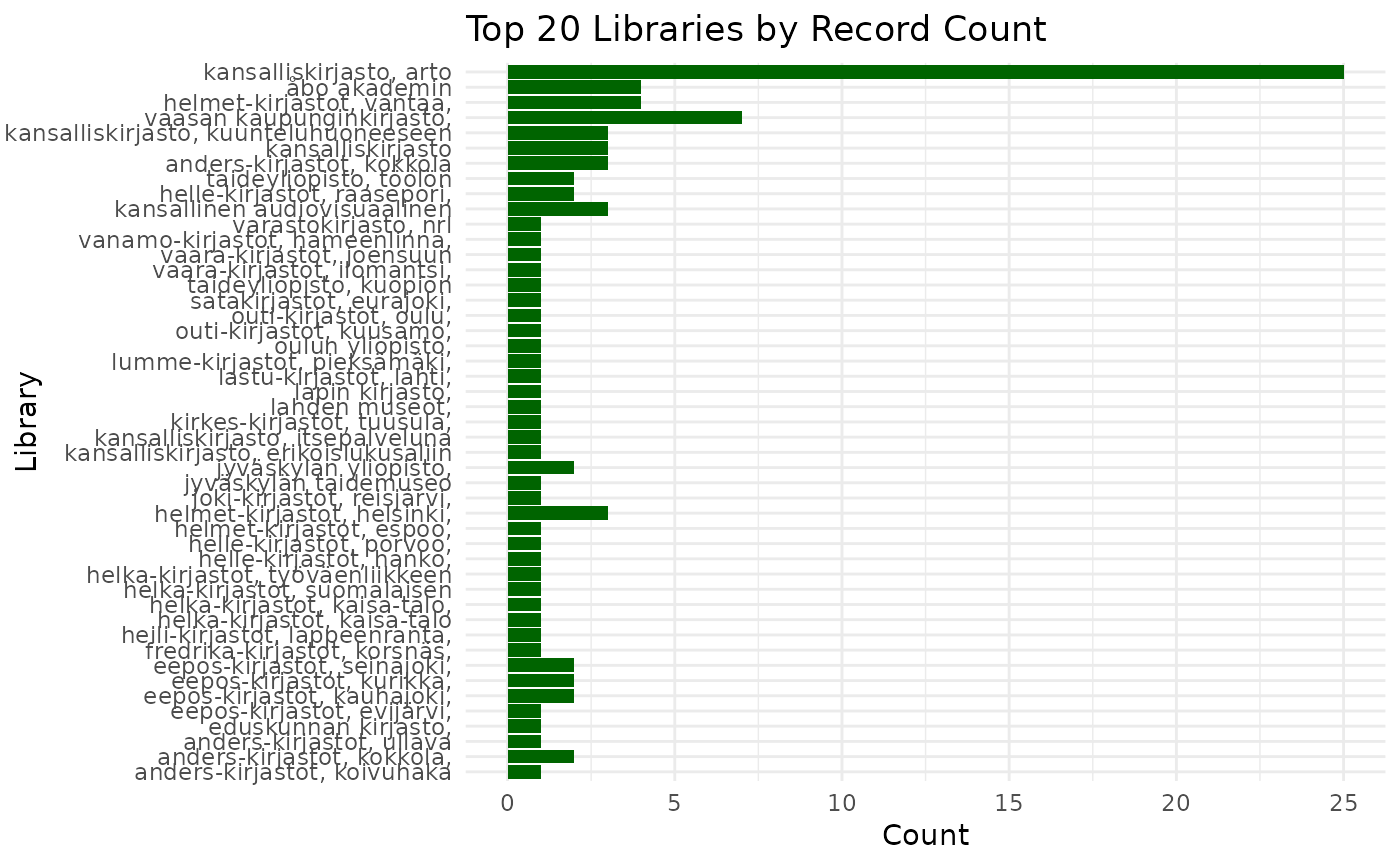 Top 20 Libraries by Record Count
kansalliskirjasto, arto
åbo akademin
helmet-kirjastot, vantaa,
vaasan kaupunginkirjasto,
kansalliskirjasto, kuunteluhuoneeseen
kansalliskirjasto
anders-kirjastot, kokkola
taideyliopisto, töölön
helle-kirjastot, raasepori,
kansallinen audiovisuaalinen
varastokirjasto, nrl
vanamo-kirjastot, hämeenlinna,
vaara-kirjastot, joensuun
vaara-kirjastot, ilomantsi,
taideyliopisto, kuopion
satakirjastot, eurajoki,
outi-kirjastot, oulu,
outi-kirjastot, kuusamo,
oulun yliopisto,
lumme-kirjastot, pieksämäki,
lastu-kirjastot, lahti,
lapin kirjasto,
lahden museot,
kirkes-kirjastot, tuusula,
kansalliskirjasto, itsepalveluna
kansalliskirjasto, erikoislukusaliin
jyväskylän yliopisto,
jyväskylän taidemuseo
joki-kirjastot, reisjärvi,
helmet-kirjastot, helsinki,
helmet-kirjastot, espoo,
helle-kirjastot, porvoo,
helle-kirjastot, hanko,
helka-kirjastot, työväenliikkeen
helka-kirjastot, suomalaisen
helka-kirjastot, kaisa-talo,
helka-kirjastot, kaisa-talo
heili-kirjastot, lappeenranta,
fredrika-kirjastot, korsnäs,
eepos-kirjastot, seinäjoki,
eepos-kirjastot, kurikka,
eepos-kirjastot, kauhajoki,
eepos-kirjastot, evijärvi,
eduskunnan kirjasto,
anders-kirjastot, ullava
anders-kirjastot, kokkola,
anders-kirjastot, koivuhaka
Library
0 5 10 15 20 25
Count